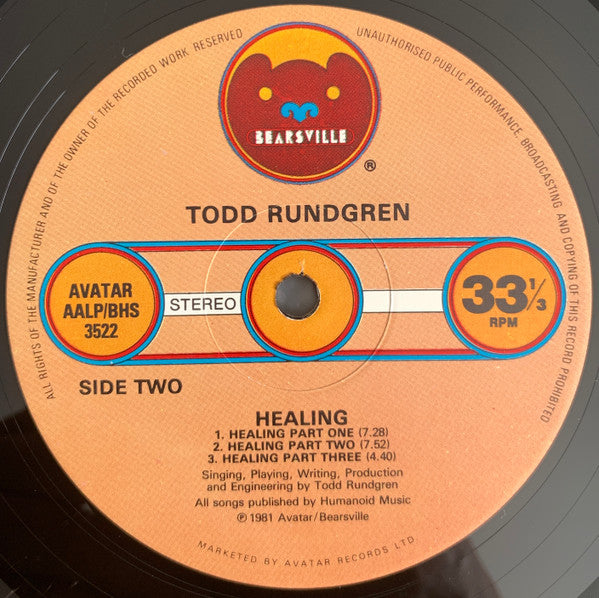 ALL RIGHTS OF THE MANUFACTURER AND OF THE OWNER OF THE RECORDED WORK RESERVED
UNAUTHORISED PUBLIC PERFORMANCE, BROADCASTING AND COPYING OF THIS RECORD PROHIBITED
BEARSVILLE
®
TODD RUNDGREN
AVATAR
AALP/BHS
3522
STEREO
33 1/3
RPM
SIDE TWO
HEALING
1. HEALING PART ONE (7.28)
2. HEALING PART TWO (7.52)
3. HEALING PART THREE (4.40)
Singing, Playing, Writing, Production
and Engineering by Todd Rundgren
All songs published by Humanoid Music
℗ 1981 Avatar/Bearsville
MARKETED BY AVATAR RECORDS LTD.